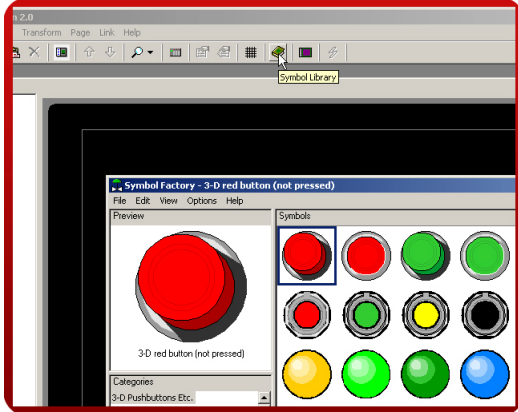 n 2.0
Transform Page Link Help
Symbol Library
Symbol Factory - 3-D red button (not pressed)
File Edit View Options Help
Preview
Symbols
3-D red button (not pressed)
Categories
3-D Pushbuttons Etc.